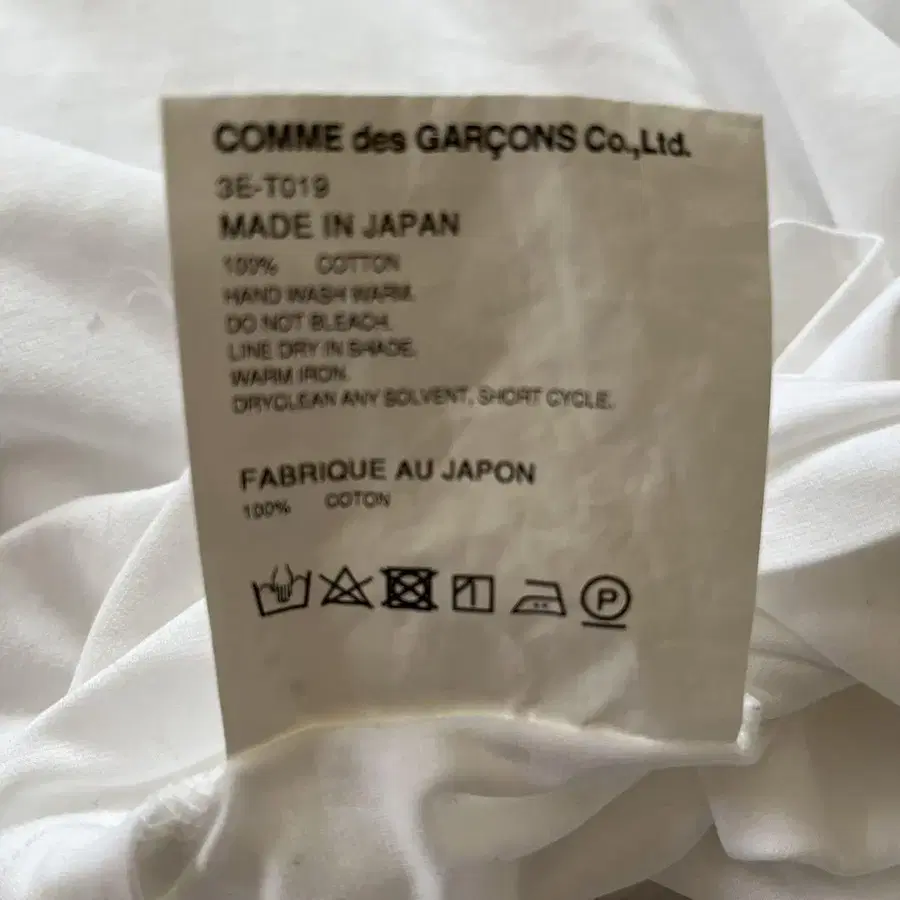 COMME des GARÇONS Co.,Ltd.
3E-T019
MADE IN JAPAN
100% COTTON
HAND WASH WARM.
DO NOT BLEACH.
LINE DRY IN SHADE.
WARM IRON.
DRYCLEAN ANY SOLVENT, SHORT CYCLE.
FABRIQUE AU JAPON
100% COTON
P